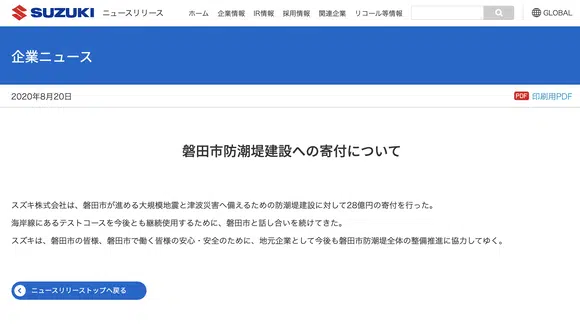 SUZUKI ニュースリリース ホーム 企業情報 IR情報 採用情報 関連企業 リコール等情報 GLOBAL
企業ニュース
2020年8月20日 PDF 印刷用PDF
磐田市防潮堤建設への寄付について
スズキ株式会社は、磐田市が進める大規模地震と津波災害へ備えるための防潮堤建設に対して28億円の寄付を行った。
海岸線にあるテストコースを今後とも継続使用するために、磐田市と話し合いを続けてきた。
スズキは、磐田市の皆様、磐田市で働く皆様の安心・安全のために、地元企業として今後も磐田市防潮堤全体の整備推進に協力してゆく。
ニュースリリーストップへ戻る